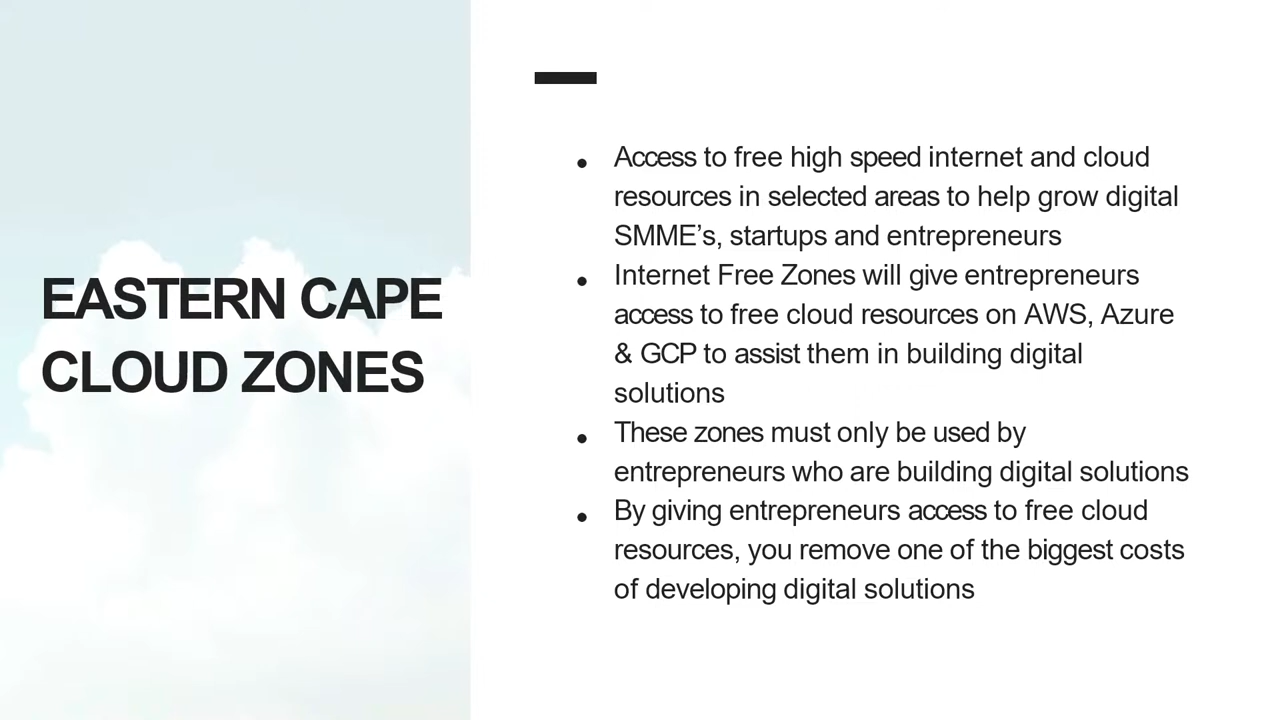 EASTERN CAPE
CLOUD ZONES
• Access to free high speed internet and cloud
resources in selected areas to help grow digital
SMME’s, startups and entrepreneurs
• Internet Free Zones will give entrepreneurs
access to free cloud resources on AWS, Azure
& GCP to assist them in building digital
solutions
• These zones must only be used by
entrepreneurs who are building digital solutions
• By giving entrepreneurs access to free cloud
resources, you remove one of the biggest costs
of developing digital solutions